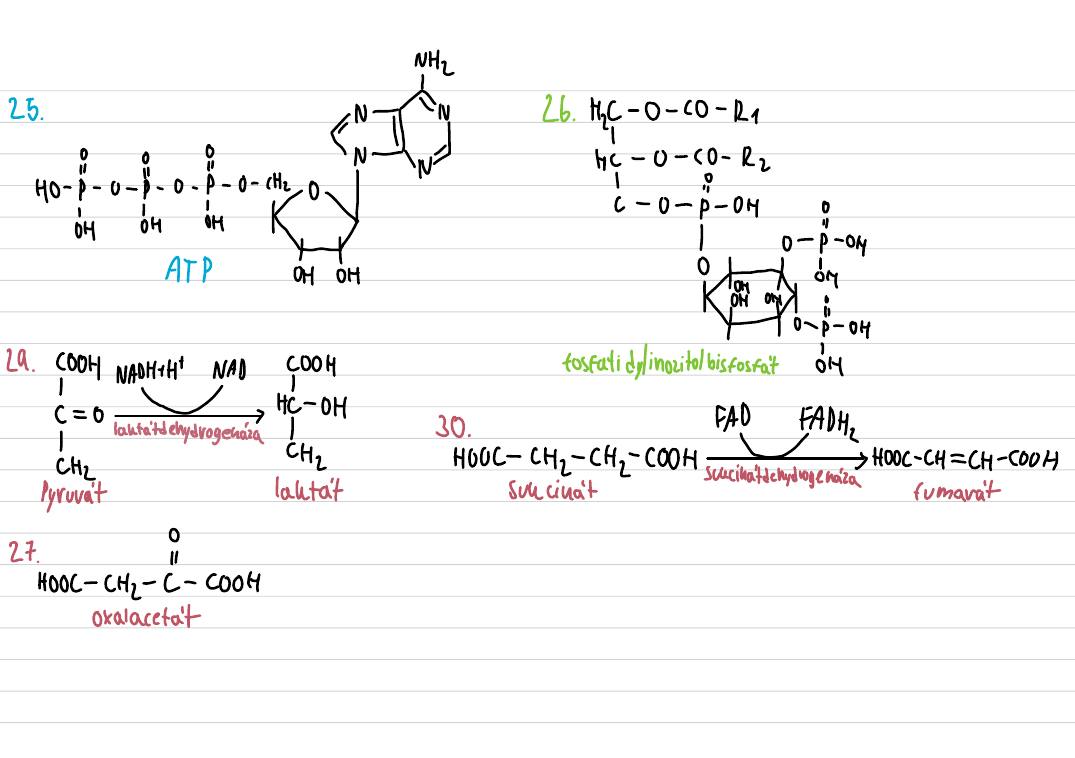 25.
NH2
N
N
N
N
O
O
O
HO-P-O-P-O-P-O-CH2
O
OH
OH
OH
OH
OH
ATP
26.
H2C-O-CO-R1
HC-O-CO-R2
O
C-O-P-OH
O
O
O-P-OH
OH
OH
OH
OH
O
O-P-OH
OH
fosfatidylinozitolbisfosfát
29.
COOH
NADH+H+
NAD
COOH
C=O
laktátdehydrogenáza
HC-OH
CH2
CH2
Pyruvát
laktát
30.
FAD
FADH2
HOOC-CH2-CH2-COOH
sukcinátdehydrogenáza
HOOC-CH=CH-COOH
sukcinát
fumarát
27.
O
HOOC-CH2-C-COOH
oxalacetát